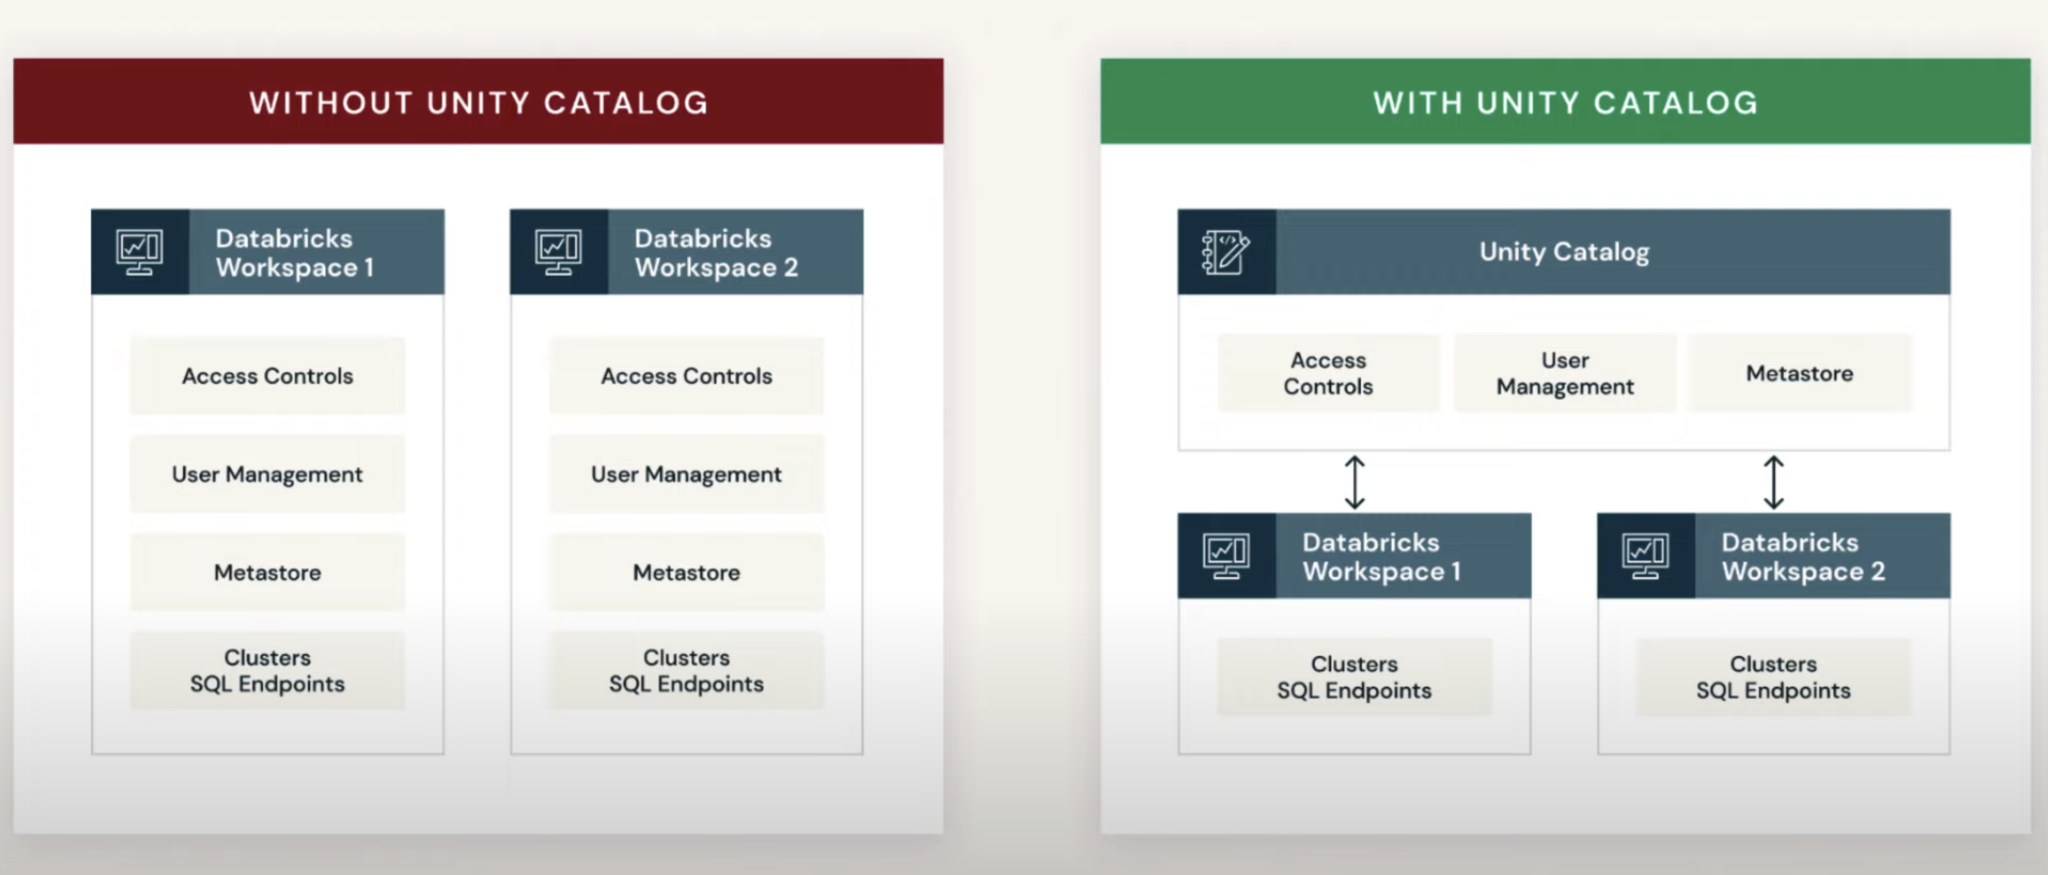 WITHOUT UNITY CATALOG
Databricks
Workspace 1
Access Controls
User Management
Metastore
Clusters
SQL Endpoints
Databricks
Workspace 2
Access Controls
User Management
Metastore
Clusters
SQL Endpoints
WITH UNITY CATALOG
Unity Catalog
Access
Controls
User
Management
Metastore
Databricks
Workspace 1
Clusters
SQL Endpoints
Databricks
Workspace 2
Clusters
SQL Endpoints